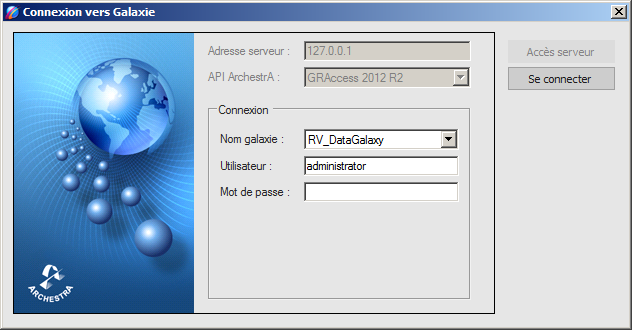 Connexion vers Galaxie
Adresse serveur : 127.0.0.1 Accès serveur
API ArchestrA : GRAccess 2012 R2 Se connecter
Connexion
Nom galaxie : RV_DataGalaxy
Utilisateur : administrator
Mot de passe :
ARCHESTRA